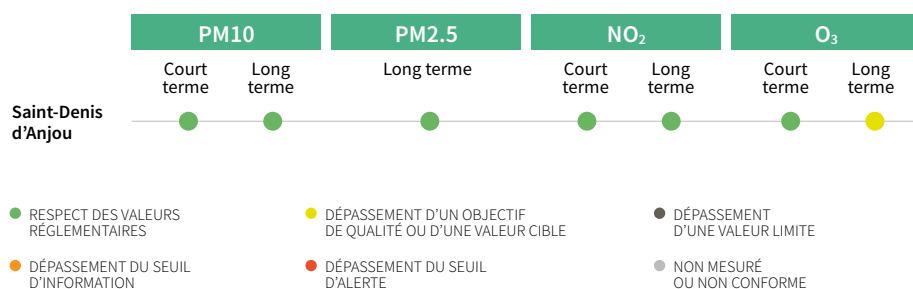 PM10 PM2.5 NO₂ O₃
Court terme Long terme Long terme Court terme Long terme Court terme Long terme
Saint-Denis
d'Anjou
RESPECT DES VALEURS
RÉGLEMENTAIRES
DÉPASSEMENT D'UN OBJECTIF
DE QUALITÉ OU D'UNE VALEUR CIBLE
DÉPASSEMENT
D'UNE VALEUR LIMITE
DÉPASSEMENT DU SEUIL
D'INFORMATION
DÉPASSEMENT DU SEUIL
D'ALERTE
NON MESURÉ
OU NON CONFORME